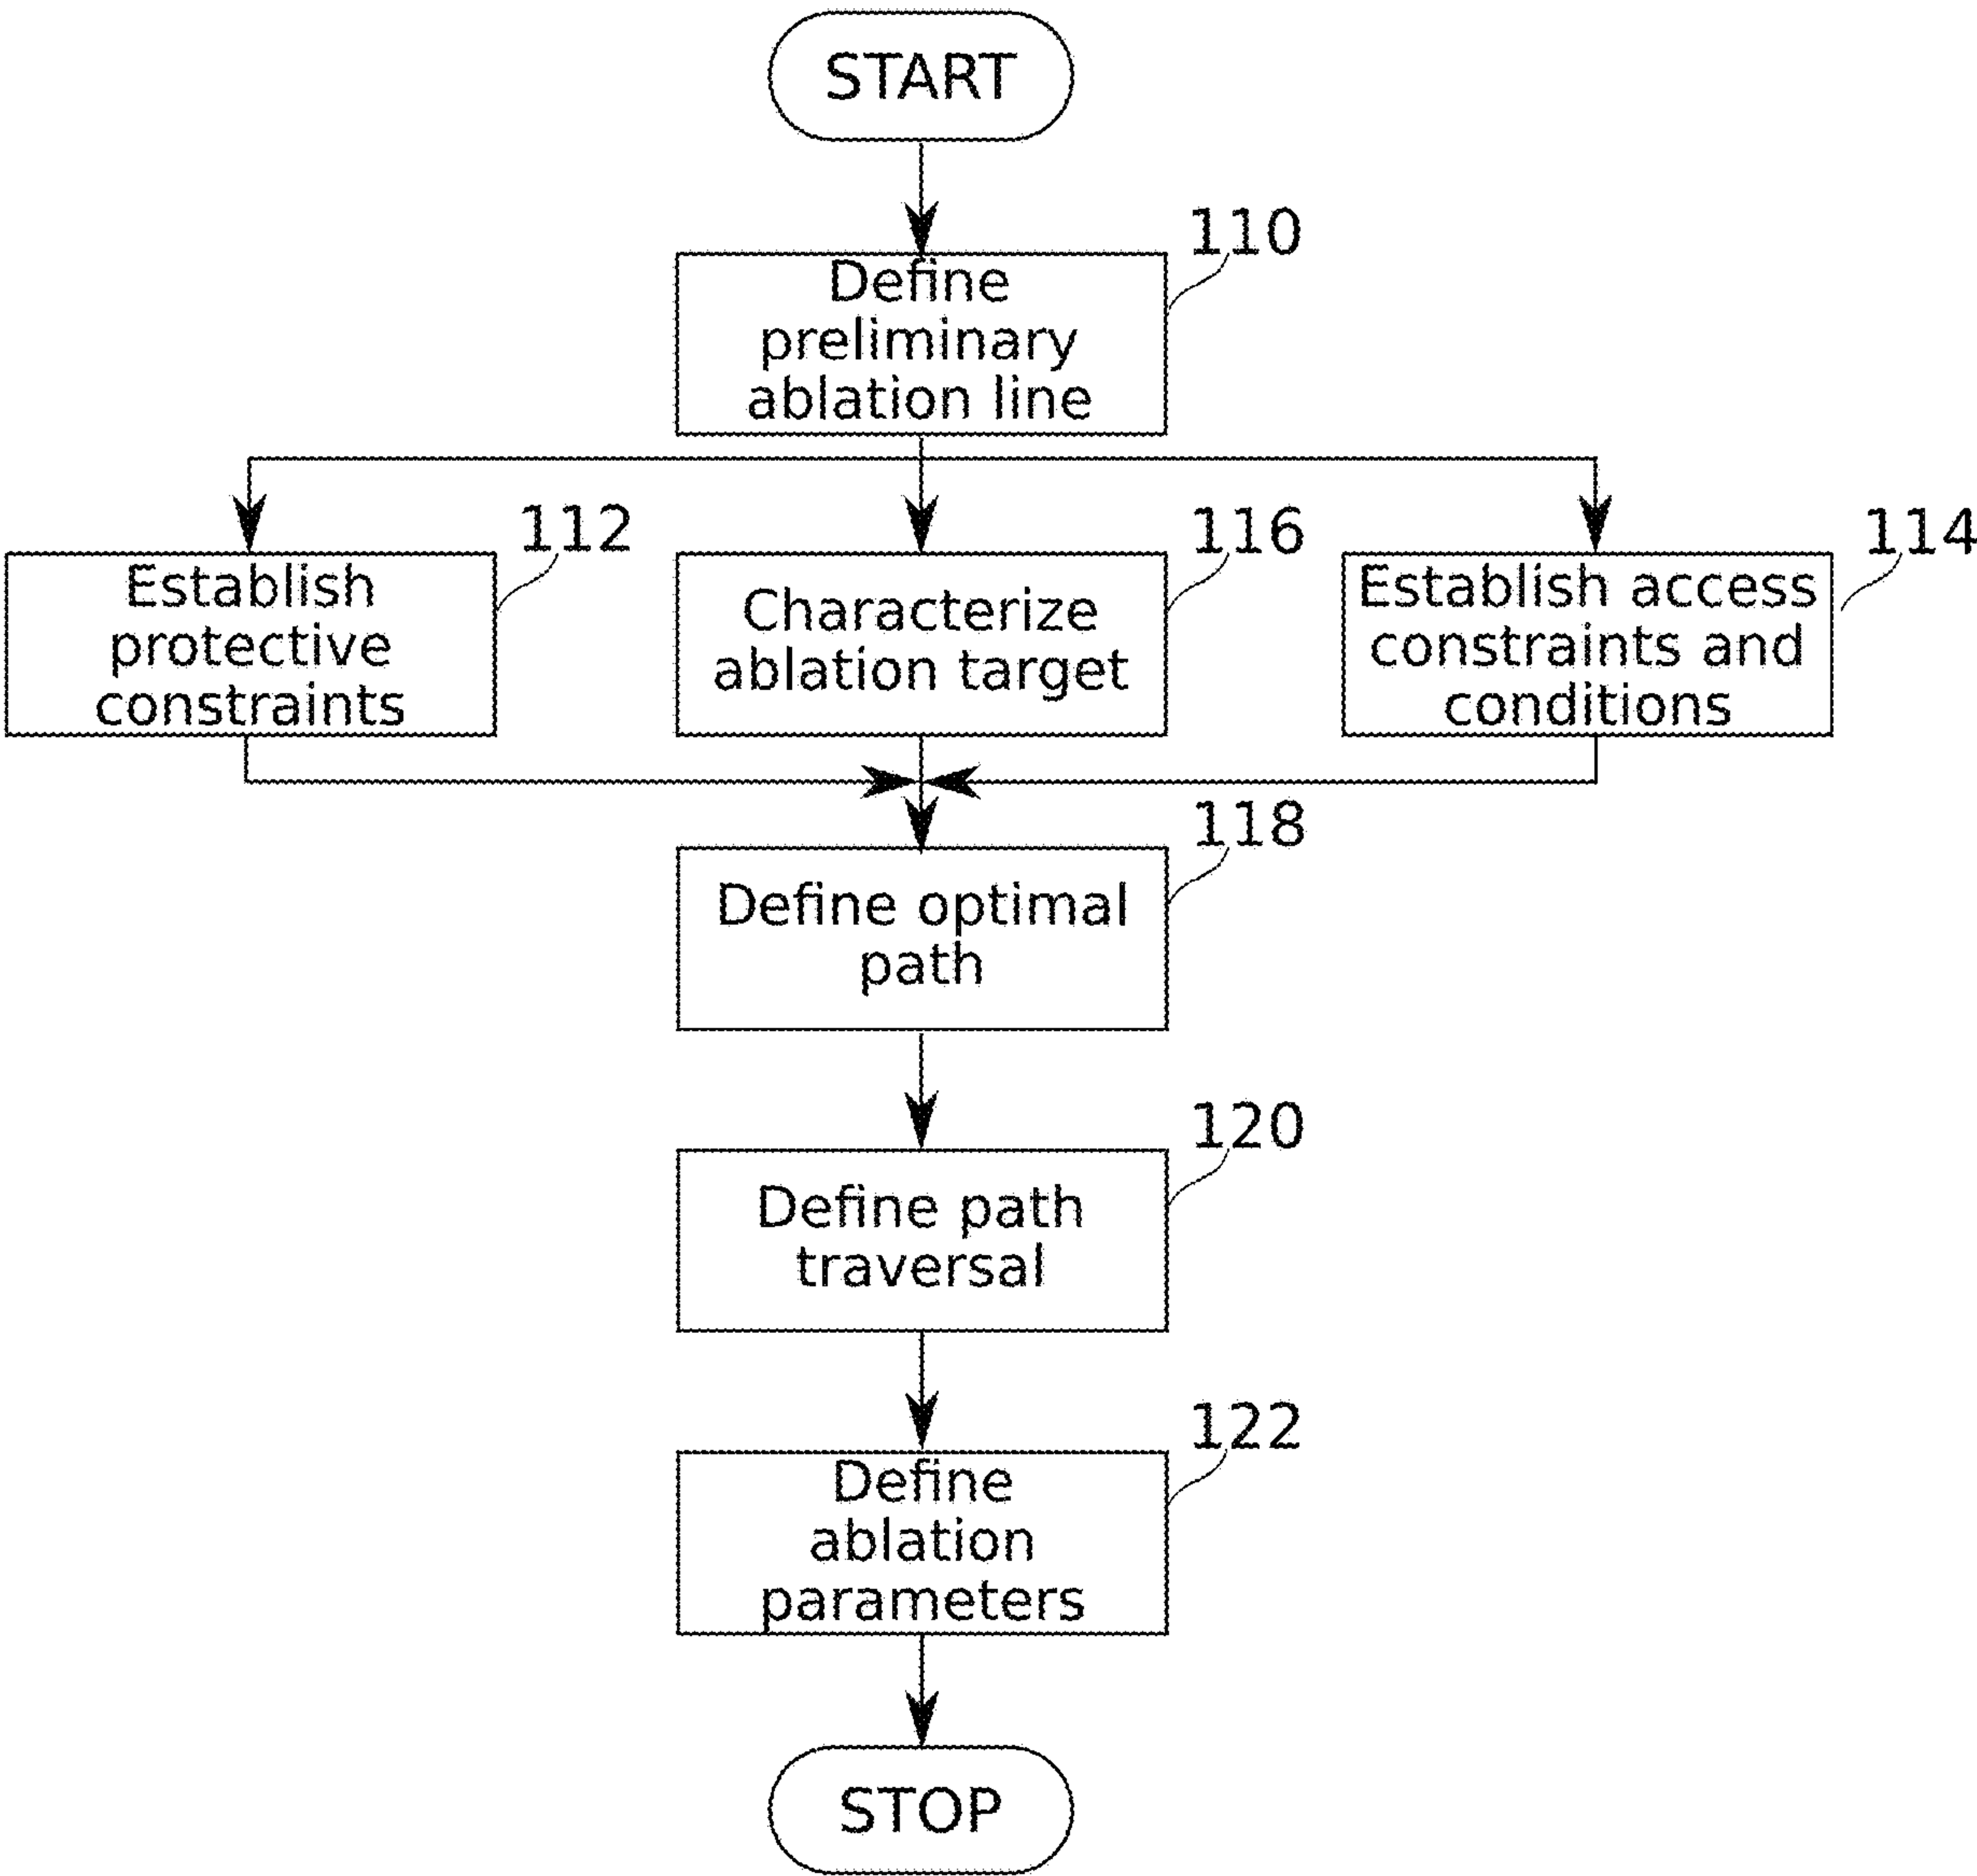 START
110
Define
preliminary
ablation line
112
Establish
protective
constraints
116
Characterize
ablation target
114
Establish access
constraints and
conditions
118
Define optimal
path
120
Define path
traversal
122
Define
ablation
parameters
STOP